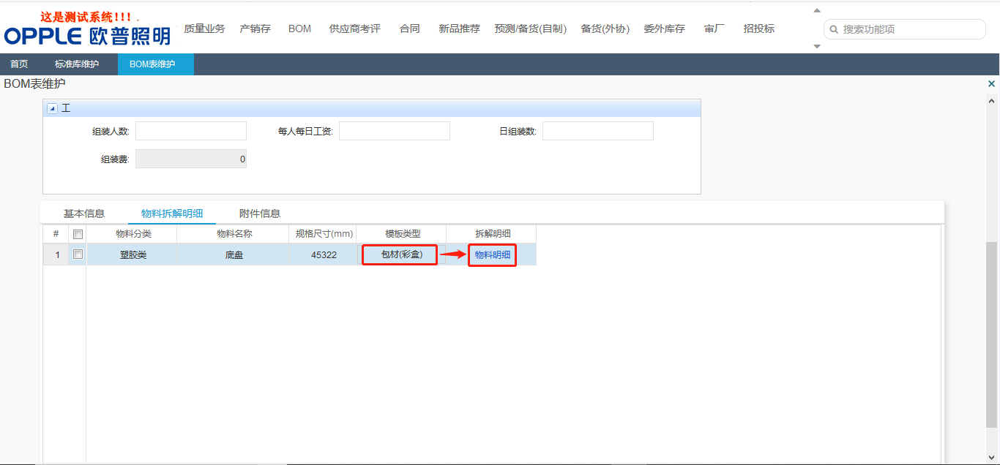 这是测试系统!!!
OPPLE 欧普照明
质量业务 产销存 BOM 供应商考评 合同 新品推荐 预测/备货(自制) 备货(外协) 委外库存 审厂 招投标
搜索功能项
首页 标准库维护 BOM表维护
BOM表维护
工
组装人数: 每人每日工资: 日组装数:
组装费: 0
基本信息 物料拆解明细 附件信息
# 物料分类 物料名称 规格尺寸(mm) 模板类型 拆解明细
1 塑胶类 底盘 45322 包材(彩盒) 物料明细